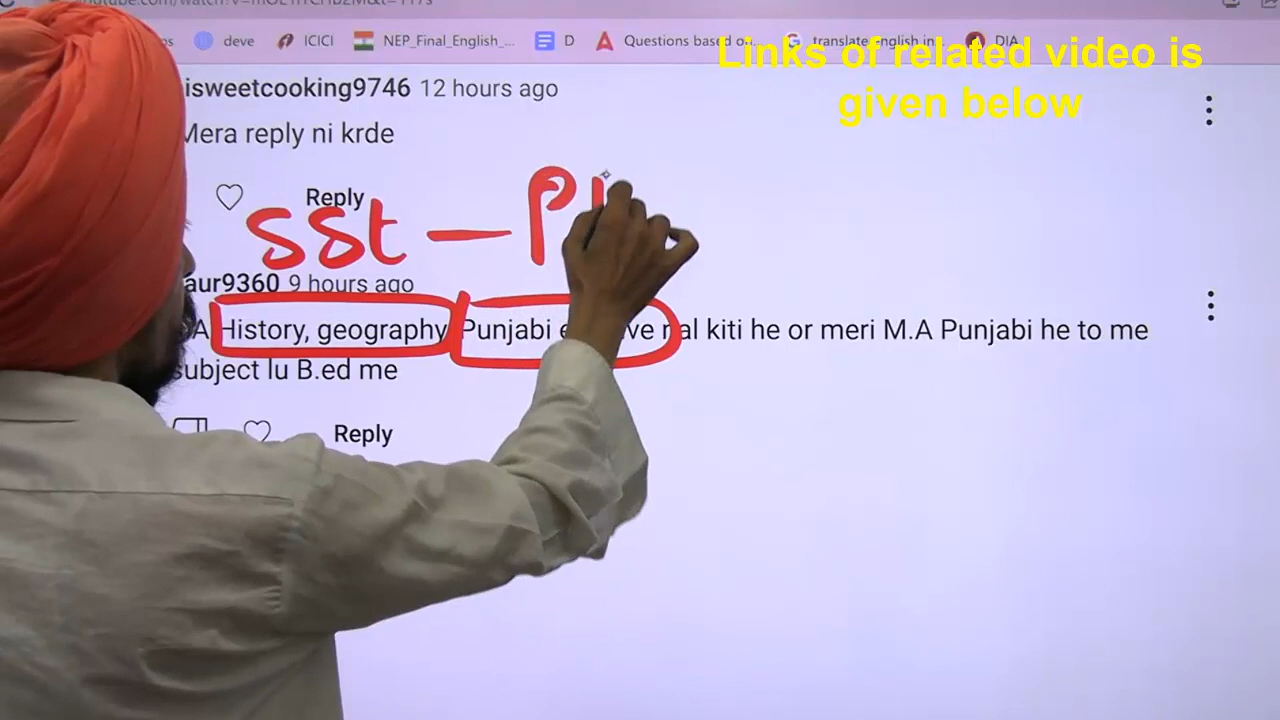 deve ICICI NEP_Final_English_... D Questions based o translate english in DIA
Links of related video is
given below
isweetcooking9746 12 hours ago
Mera reply ni krde
Reply
SSt – P
aur9360 9 hours ago
History, geography Punjabi nal kiti he or meri M.A Punjabi he to me
subject lu B.ed me
Reply